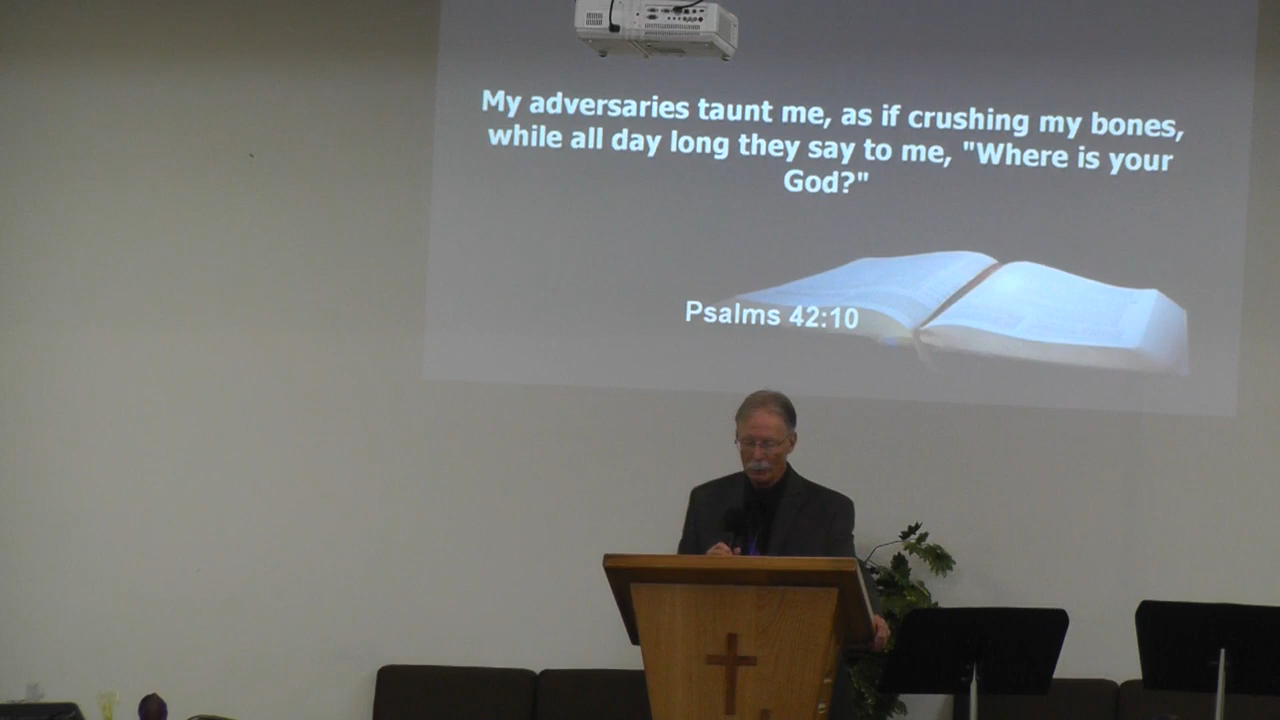 My adversaries taunt me, as if crushing my bones,
while all day long they say to me, "Where is your
God?"
Psalms 42:10